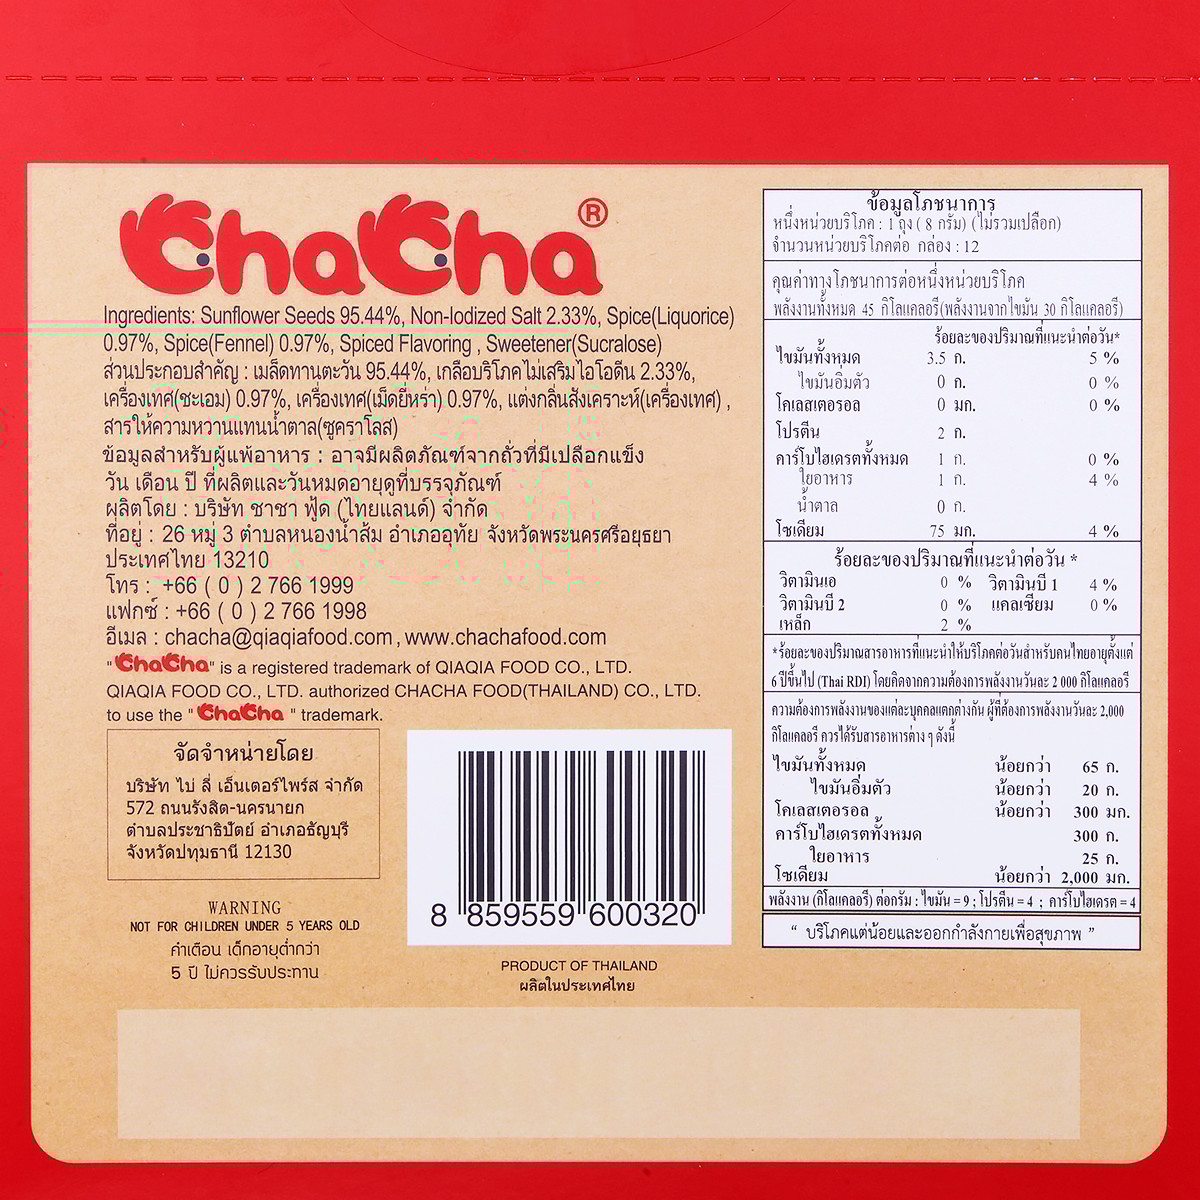 ChaCha®
Ingredients: Sunflower Seeds 95.44%, Non-Iodized Salt 2.33%, Spice(Liquorice)
0.97%, Spice(Fennel) 0.97%, Spiced Flavoring , Sweetener(Sucralose)
ส่วนประกอบสำคัญ : เมล็ดทานตะวัน 95.44%, เกลือบริโภคไม่เสริมไอโอดีน 2.33%,
เครื่องเทศ(ชะเอม) 0.97%, เครื่องเทศ(เม็ดยี่หร่า) 0.97%, แต่งกลิ่นสังเคราะห์(เครื่องเทศ) ,
สารให้ความหวานแทนน้ำตาล(ซูคราโลส)
ข้อมูลสำหรับผู้แพ้อาหาร : อาจมีผลิตภัณฑ์จากถั่วที่มีเปลือกแข็ง
วัน เดือน ปี ที่ผลิตและวันหมดอายุดูที่บรรจุภัณฑ์
ผลิตโดย : บริษัท ชาชา ฟู้ด (ไทยแลนด์) จำกัด
ที่อยู่ : 26 หมู่ 3 ตำบลหนองน้ำส้ม อำเภออุทัย จังหวัดพระนครศรีอยุธยา
ประเทศไทย 13210
โทร : +66 ( 0 ) 2 766 1999
แฟกซ์ : +66 ( 0 ) 2 766 1998
อีเมล : chacha@qiaqiafood.com , www.chachafood.com
"ChaCha" is a registered trademark of QIAQIA FOOD CO., LTD.
QIAQIA FOOD CO., LTD. authorized CHACHA FOOD(THAILAND) CO., LTD.
to use the "ChaCha " trademark.
จัดจำหน่ายโดย
บริษัท ไบ่ ลี่ เอ็นเตอร์ไพร์ส จำกัด
572 ถนนรังสิต-นครนายก
ตำบลประชาธิปัตย์ อำเภอธัญบุรี
จังหวัดปทุมธานี 12130
WARNING
NOT FOR CHILDREN UNDER 5 YEARS OLD
คำเตือน เด็กอายุต่ำกว่า
5 ปี ไม่ควรรับประทาน
8 859559 600320
PRODUCT OF THAILAND
ผลิตในประเทศไทย
ข้อมูลโภชนาการ
หนึ่งหน่วยบริโภค : 1 ถุง ( 8 กรัม) (ไม่รวมเปลือก)
จำนวนหน่วยบริโภคต่อ กล่อง : 12
คุณค่าทางโภชนาการต่อหนึ่งหน่วยบริโภค
พลังงานทั้งหมด 45 กิโลแคลอรี(พลังงานจากไขมัน 30 กิโลแคลอรี)
ร้อยละของปริมาณที่แนะนำต่อวัน*
ไขมันทั้งหมด 3.5 ก. 5 %
ไขมันอิ่มตัว 0 ก. 0 %
โคเลสเตอรอล 0 มก. 0 %
โปรตีน 2 ก.
คาร์โบไฮเดรตทั้งหมด 1 ก. 0 %
ใยอาหาร 1 ก. 4 %
น้ำตาล 0 ก.
โซเดียม 75 มก. 4 %
ร้อยละของปริมาณที่แนะนำต่อวัน *
วิตามินเอ 0 % วิตามินบี 1 4 %
วิตามินบี 2 0 % แคลเซียม 0 %
เหล็ก 2 %
*ร้อยละของปริมาณสารอาหารที่แนะนำให้บริโภคต่อวันสำหรับคนไทยอายุตั้งแต่
6 ปีขึ้นไป (Thai RDI) โดยคิดจากความต้องการพลังงานวันละ 2 000 กิโลแคลอรี
ความต้องการพลังงานของแต่ละบุคคลแตกต่างกัน ผู้ที่ต้องการพลังงานวันละ 2,000
กิโลแคลอรี ควรได้รับสารอาหารต่าง ๆ ดังนี้
ไขมันทั้งหมด น้อยกว่า 65 ก.
ไขมันอิ่มตัว น้อยกว่า 20 ก.
โคเลสเตอรอล น้อยกว่า 300 มก.
คาร์โบไฮเดรตทั้งหมด 300 ก.
ใยอาหาร 25 ก.
โซเดียม น้อยกว่า 2,000 มก.
พลังงาน (กิโลแคลอรี) ต่อกรัม : ไขมัน = 9 ; โปรตีน = 4 ; คาร์โบไฮเดรต = 4
“ บริโภคแต่น้อยและออกกำลังกายเพื่อสุขภาพ ”